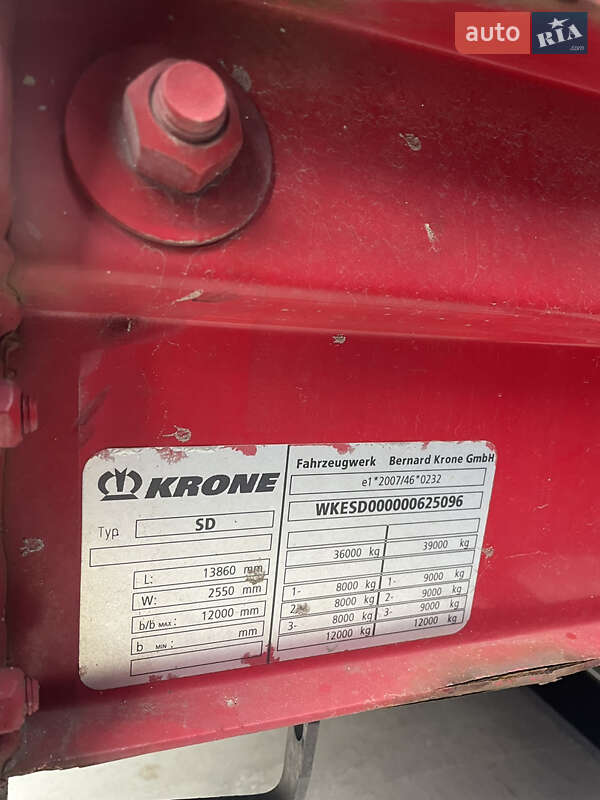 auto RIA .com
KRONE
Typ SD
L: 13860 mm
W: 2550 mm
b/b MAX: 12000 mm
b MIN: mm
Fahrzeugwerk Bernard Krone GmbH
e1*2007/46*0232
WKESD000000625096
36000 kg 39000 kg
1- 8000 kg 1- 9000 kg
2- 8000 kg 2- 9000 kg
3- 8000 kg 3- 9000 kg
12000 kg 12000 kg